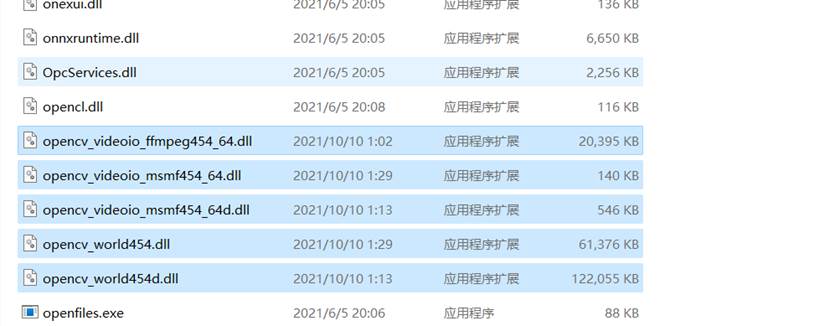 onexui.dll 2021/6/5 20:05 应用程序扩展 136 KB
onnxruntime.dll 2021/6/5 20:05 应用程序扩展 6,650 KB
OpcServices.dll 2021/6/5 20:05 应用程序扩展 2,256 KB
opencl.dll 2021/6/5 20:08 应用程序扩展 116 KB
opencv_videoio_ffmpeg454_64.dll 2021/10/10 1:02 应用程序扩展 20,395 KB
opencv_videoio_msmf454_64.dll 2021/10/10 1:29 应用程序扩展 140 KB
opencv_videoio_msmf454_64d.dll 2021/10/10 1:13 应用程序扩展 546 KB
opencv_world454.dll 2021/10/10 1:29 应用程序扩展 61,376 KB
opencv_world454d.dll 2021/10/10 1:13 应用程序扩展 122,055 KB
openfiles.exe 2021/6/5 20:06 应用程序 88 KB